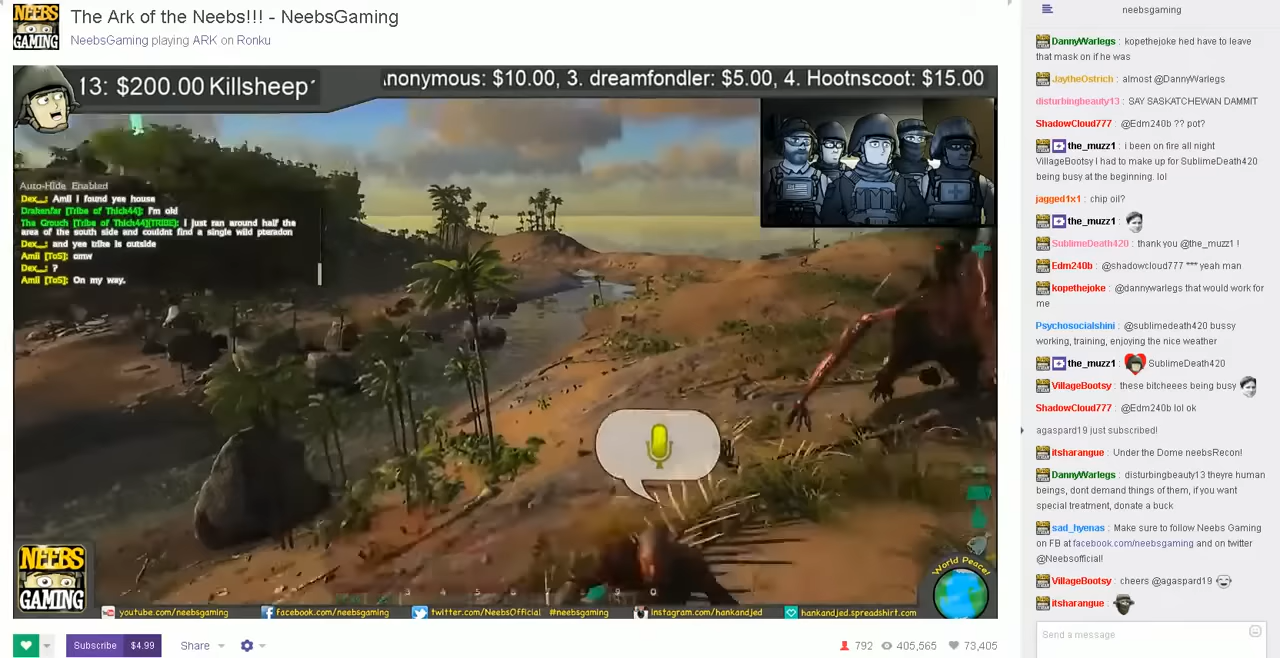 The Ark of the Neebs!!! - NeebsGaming
NeebsGaming playing ARK on Ronku
NEEBS
GAMING
13: $200.00 Killsheep
nonymous: $10.00, 3. dreamfondler: $5.00, 4. Hootnscoot: $15.00
Auto-Hide Enabled
Dex_: Amli I found yea house
Drakenfar [Tribe of Thick44]: I'm old
The Grouch [Tribe of Thick44][TRIBE]: I just ran around half the
area of the south side and couldnt find a single wild pteradon
Dex_: and yea trike is outside
Amli [ToS]: omw
Dex_: ?
Amli [ToS]: On my way.
NEEBS
GAMING
World Peace!
youtube.com/neebsgaming
facebook.com/neebsgaming
twitter.com/NeebsOfficial #neebsgaming
instagram.com/hankandjed
hankandjed.spreadshirt.com
Subscribe $4.99
Share
792 405,565 73,405
neebsgaming
DannyWarlegs : kopethejoke hed have to leave
that mask on if he was
JaytheOstrich : almost @DannyWarlegs
disturbingbeauty13 : SAY SASKATCHEWAN DAMMIT
ShadowCloud777 : @Edm240b ?? pot?
the_muzz1 : i been on fire all night
VillageBootsy I had to make up for SublimeDeath420
being busy at the beginning. lol
jagged1x1 : chip oil?
the_muzz1 :
SublimeDeath420 : thank you @the_muzz1 !
Edm240b : @shadowcloud777 *** yeah man
kopethejoke : @dannywarlegs that would work for
me
Psychosocialshini : @sublimedeath420 bussy
working, training, enjoying the nice weather
the_muzz1 : SublimeDeath420
VillageBootsy : these bitcheees being busy
ShadowCloud777 : @Edm240b lol ok
agaspard19 just subscribed!
itsharangue : Under the Dome neebsRecon!
DannyWarlegs : disturbingbeauty13 theyre human
beings, dont demand things of them, if you want
special treatment, donate a buck
sad_hyenas : Make sure to follow Neebs Gaming
on FB at facebook.com/neebsgaming and on twitter
@Neebsofficial!
VillageBootsy : cheers @agaspard19
itsharangue :
Send a message